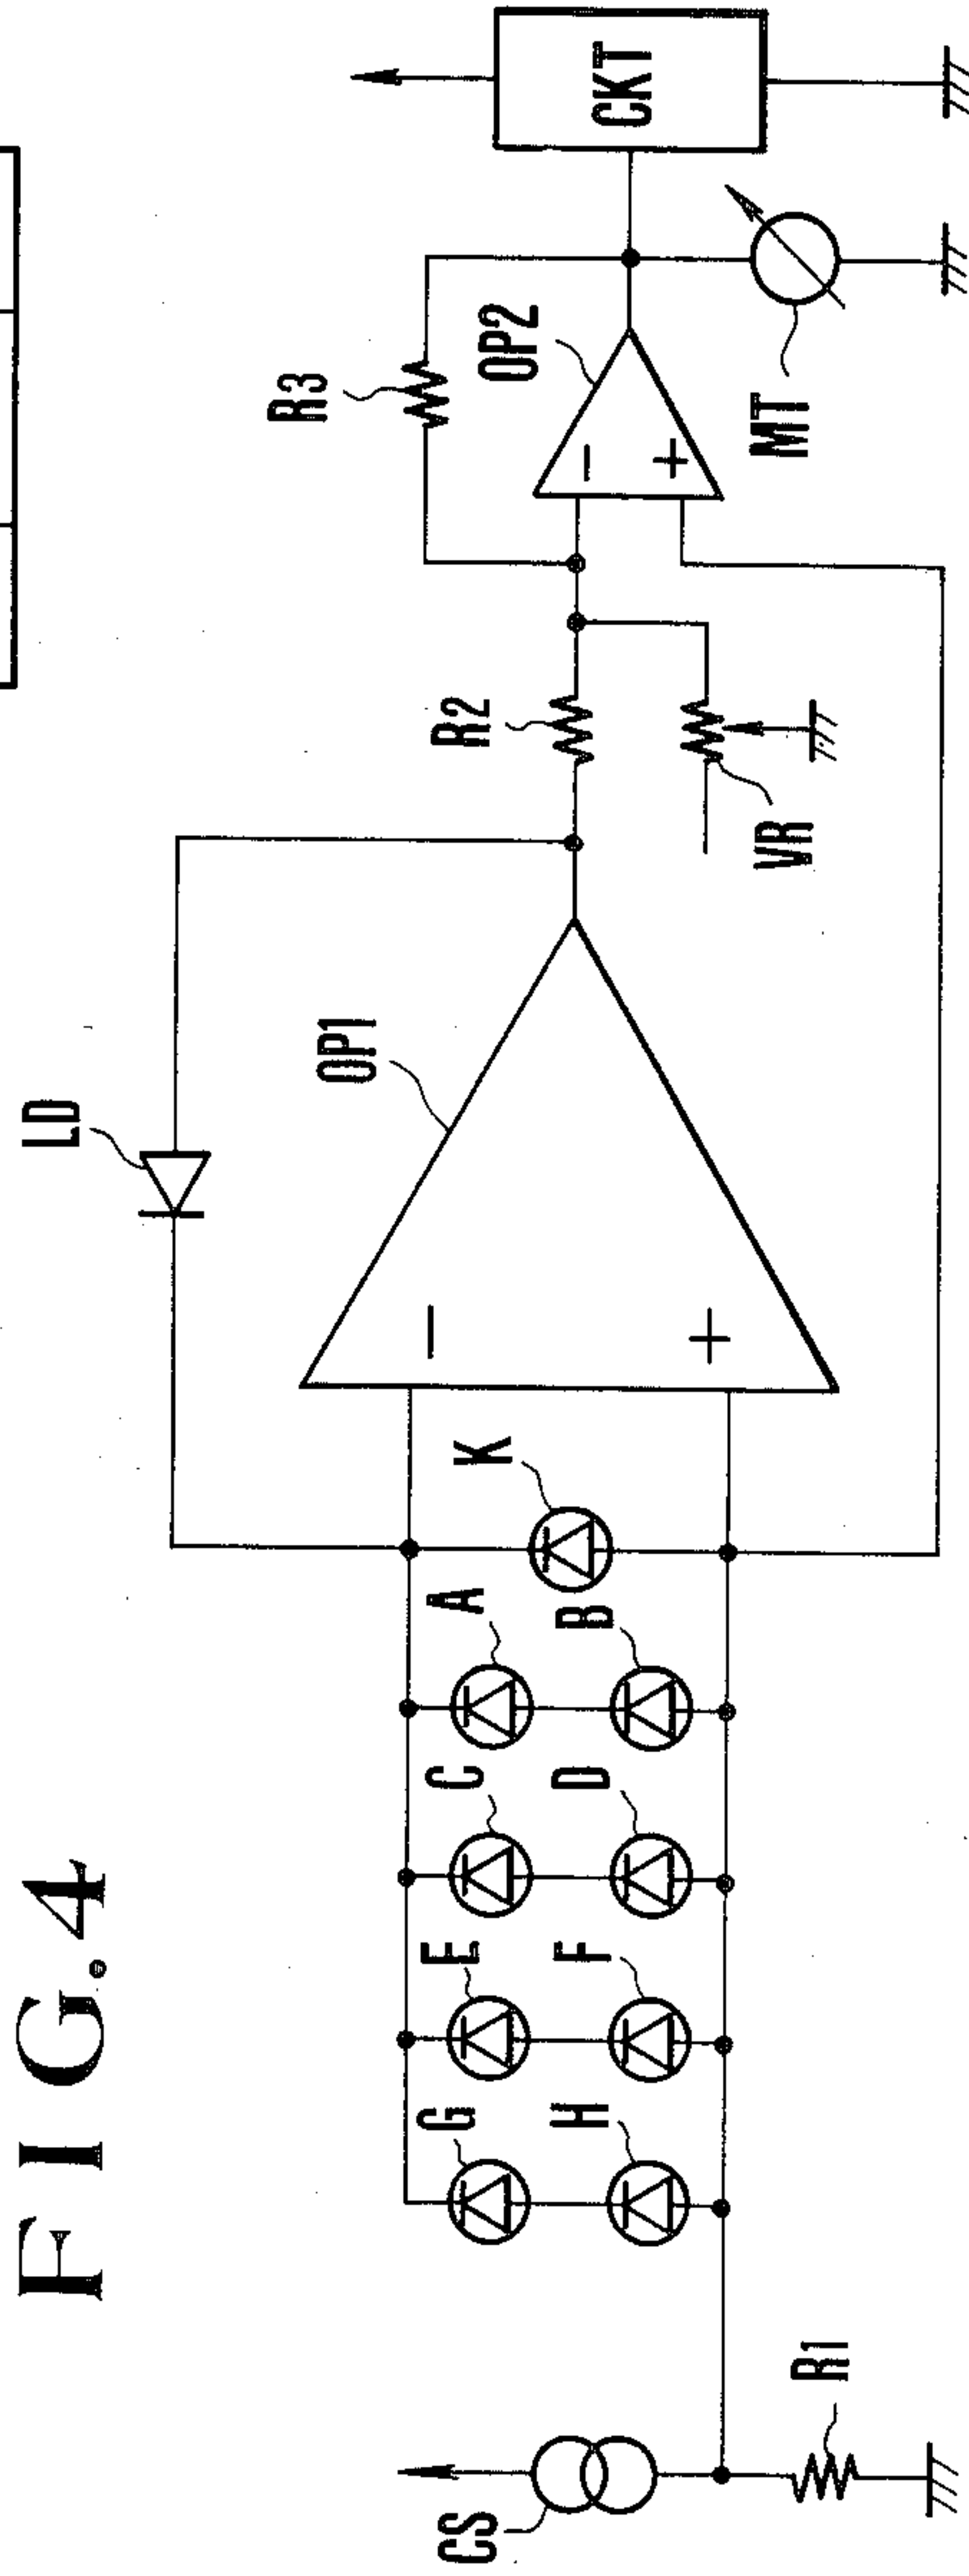 FIG.4
LD
OP1
R3
R2
OP2
CKT
−
+
−
+
K
A
B
C
D
E
F
G
H
VR
MT
CS
R1